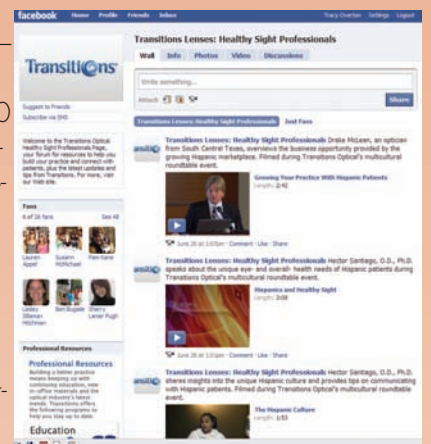 facebook Home Profile Friends Inbox Tracy Overton Settings Logout
Transitions
Suggest to Friends
Subscribe via SMS
Welcome to the Transitions Optical
Healthy Sight Professionals Page,
your forum for resources to help you
build your practice and connect with
patients, plus the latest updates and
tips from Transitions. For more, visit
our Web site.
Fans
6 of 26 fans See All
Lauren
Appel
Suzann
McMichael
Pam Kane
Lesley
Hitchman
Ben Bugale
Sherry
Lanier Pugh
Professional Resources
Professional Resources
Building a better practice
means keeping up with
continuing education, new
in-office materials and the
optical industry's latest
trends. Transitions offers
the following programs to
help you stay up to date.
Education
Transitions Lenses: Healthy Sight Professionals
Wall Info Photos Video Discussions
Write something...
Attach
Share
Transitions Lenses: Healthy Sight Professionals Just Fans
Transitions Lenses: Healthy Sight Professionals Drake McLean, an optician
from South Central Texas, overviews the business opportunity provided by the
growing Hispanic marketplace. Filmed during Transitions Optical's multicultural
roundtable event.
Growing Your Practice With Hispanic Patients
Length: 2:42
June 26 at 1:07pm · Comment · Like · Share
Transitions Lenses: Healthy Sight Professionals Hector Santiago, O.D., Ph.D.
speaks about the unique eye- and overall- health needs of Hispanic patients during
Transitions Optical's multicultural roundtable event.
Hispanics and Healthy Sight
Length: 3:08
June 26 at 1:01pm · Comment · Like · Share
Transitions Lenses: Healthy Sight Professionals Hector Santiago, O.D., Ph.D.
shares insights into the unique Hispanic culture and provides tips on communicating
with Hispanic patients. Filmed during Transitions Optical's multicultural roundtable
event.
The Hispanic Culture
Length: 1:53